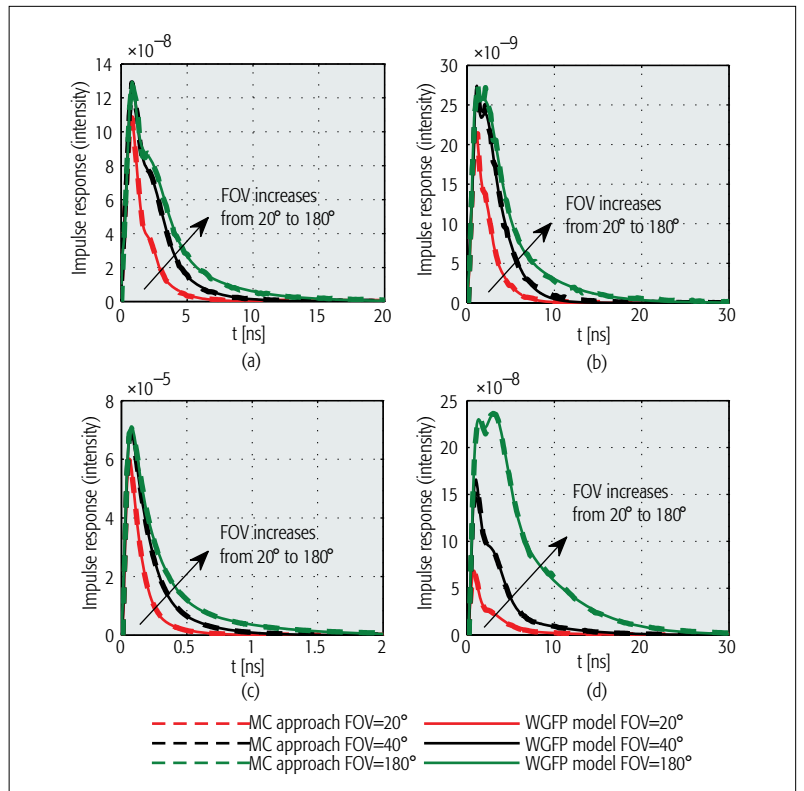 ×10⁻⁸
14
12
10
8
6
4
2
0
Impulse response (intensity)
FOV increases
from 20° to 180°
0
5
10
15
20
t [ns]
(a)
×10⁻⁹
30
25
20
15
10
5
0
Impulse response (intensity)
FOV increases
from 20° to 180°
0
10
20
30
t [ns]
(b)
×10⁻⁵
8
6
4
2
0
Impulse response (intensity)
FOV increases
from 20° to 180°
0
0.5
1
1.5
2
t [ns]
(c)
×10⁻⁸
25
20
15
10
5
0
Impulse response (intensity)
FOV increases
from 20° to 180°
0
10
20
30
t [ns]
(d)
MC approach FOV=20° WGFP model FOV=20°
MC approach FOV=40° WGFP model FOV=40°
MC approach FOV=180° WGFP model FOV=180°